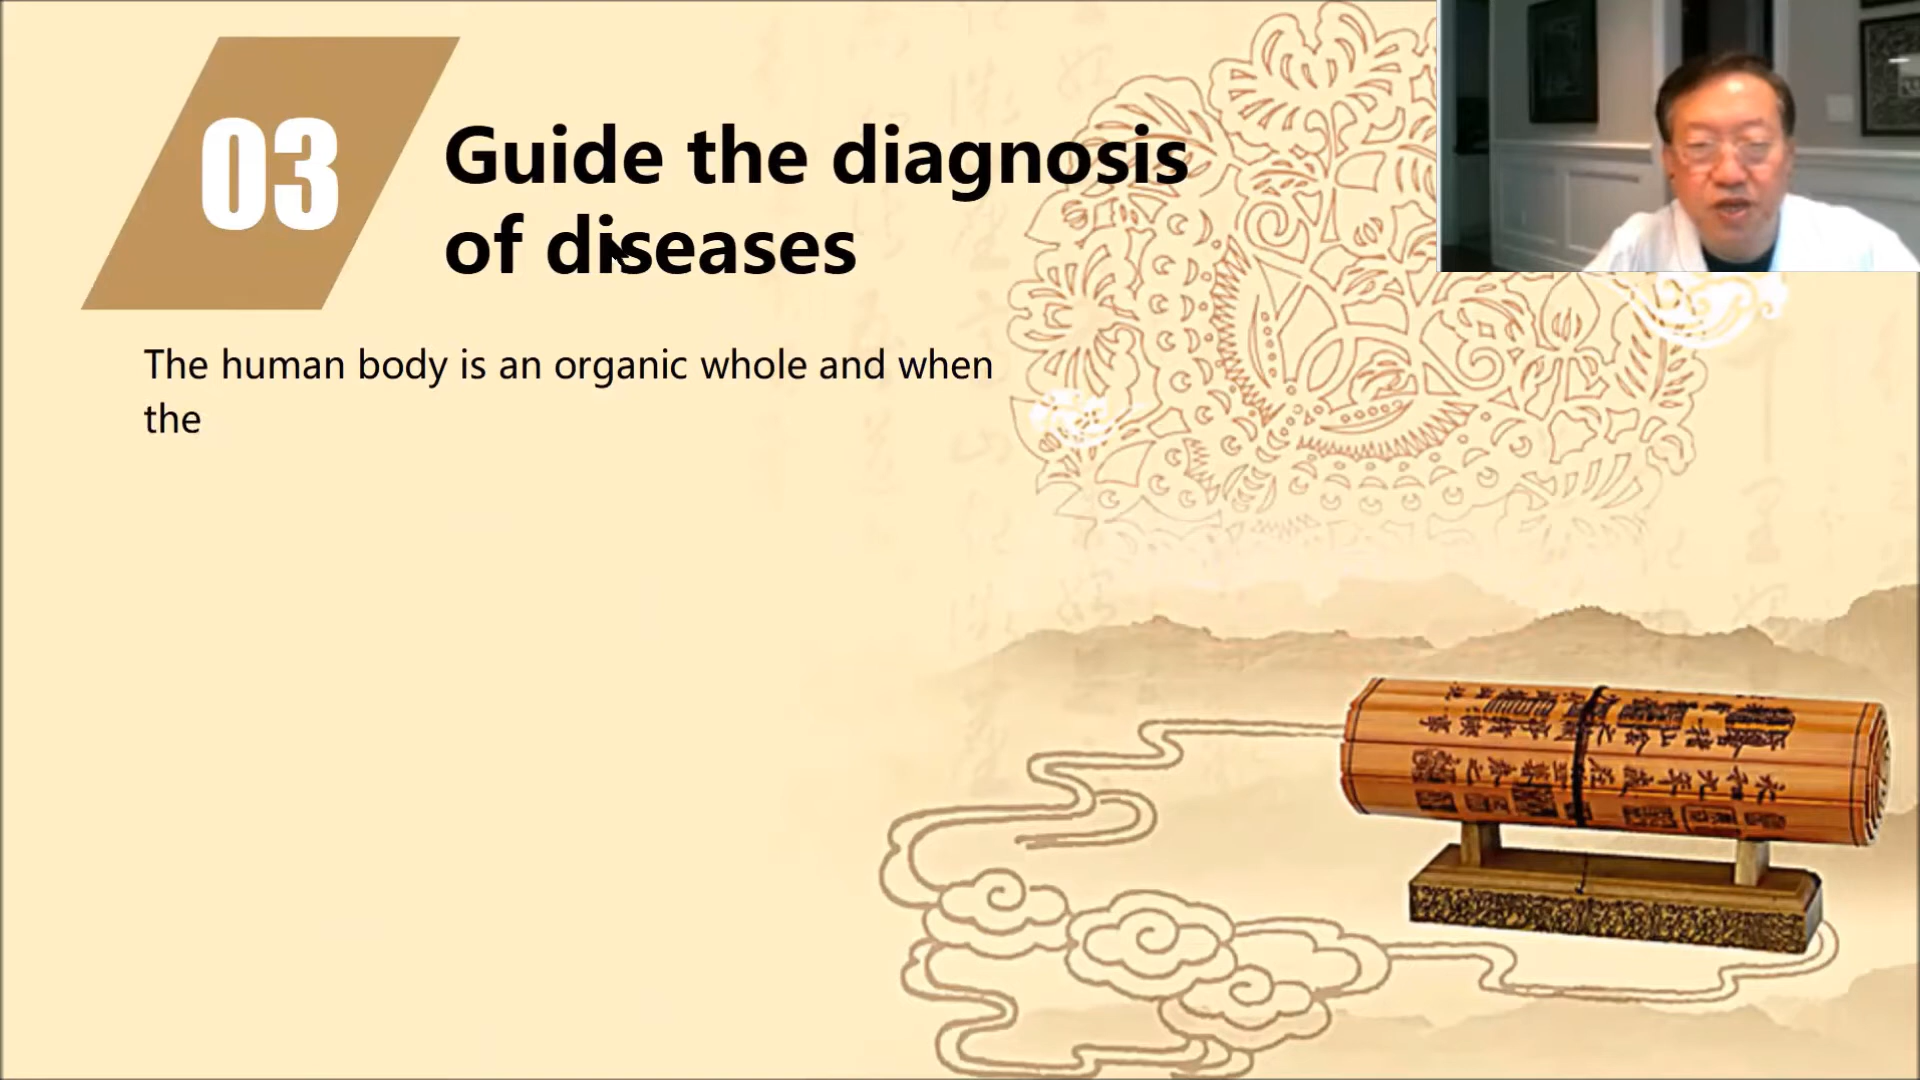 03
Guide the diagnosis
of diseases
The human body is an organic whole and when
the